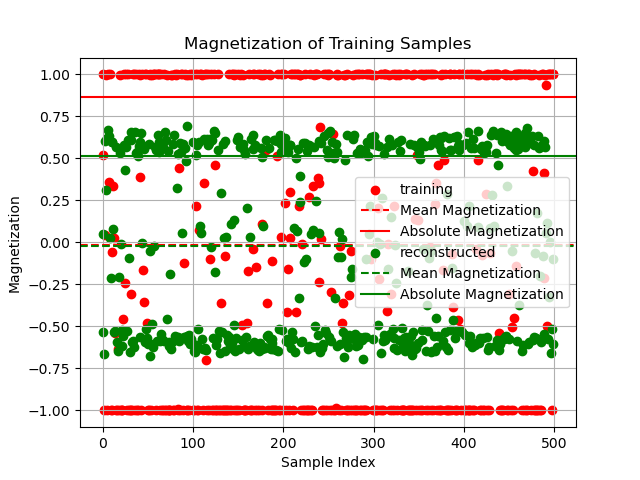 Magnetization of Training Samples
Magnetization
1.00
0.75
0.50
0.25
0.00
−0.25
−0.50
−0.75
−1.00
training
Mean Magnetization
Absolute Magnetization
reconstructed
Mean Magnetization
Absolute Magnetization
0
100
200
300
400
500
Sample Index